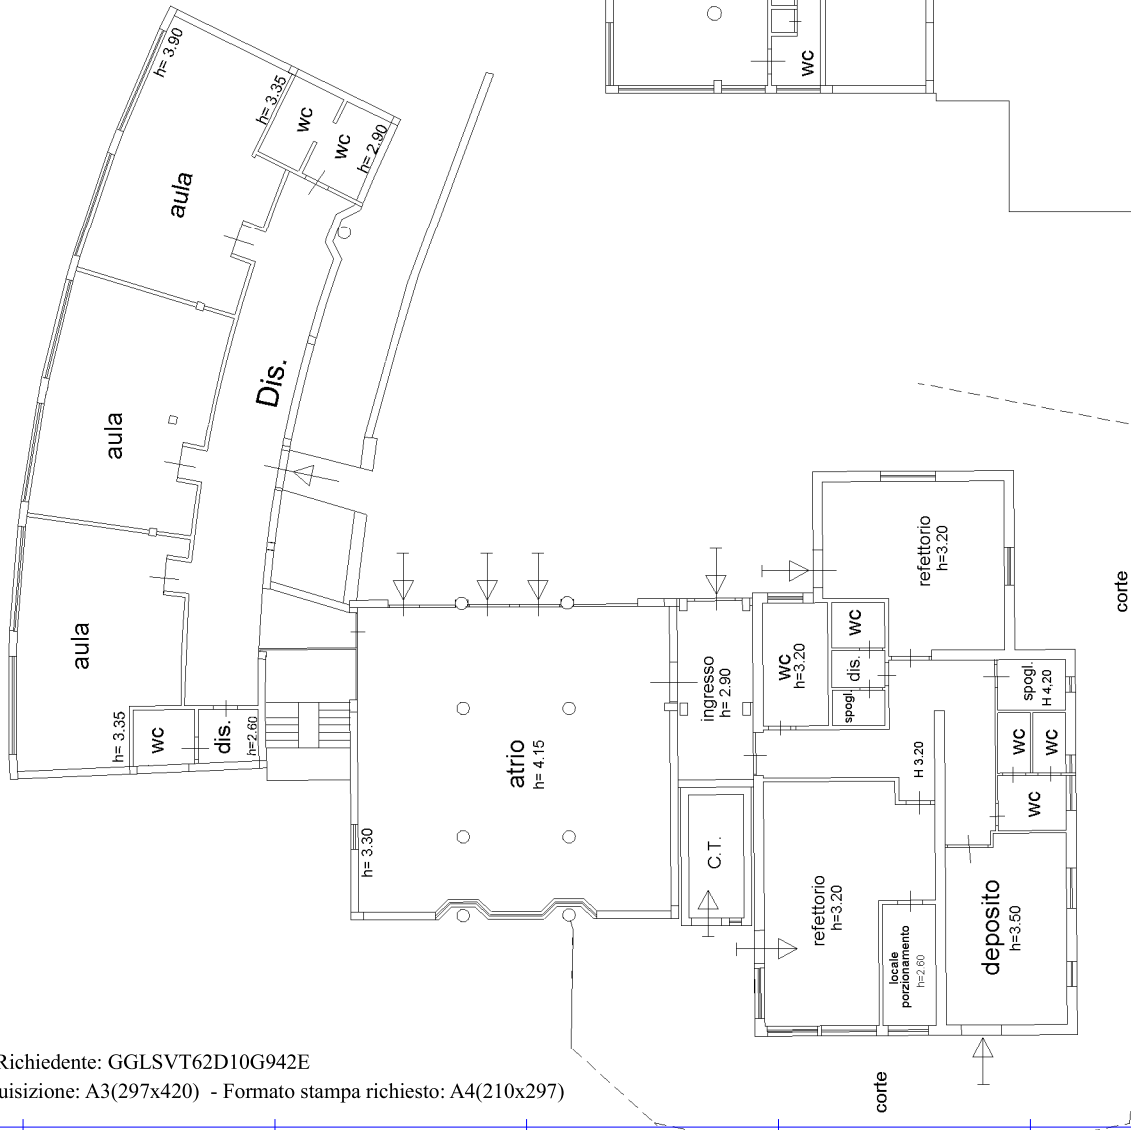 h= 3.90
h= 3.35
wc
wc
h= 2.90
aula
wc
Dis.
aula
aula
h= 3.35
wc
dis.
h=2.60
atrio
h= 4.15
h= 3.30
ingresso
h= 2.90
C.T.
wc
h=3.20
wc
dis.
spogl.
refettorio
h=3.20
corte
spogl.
H 4,20
wc
wc
wc
H 3.20
refettorio
h=3.20
locale
porzionamento
h=2.60
deposito
h=3.50
corte
Richiedente: GGLSVT62D10G942E
uisizione: A3(297x420) - Formato stampa richiesto: A4(210x297)